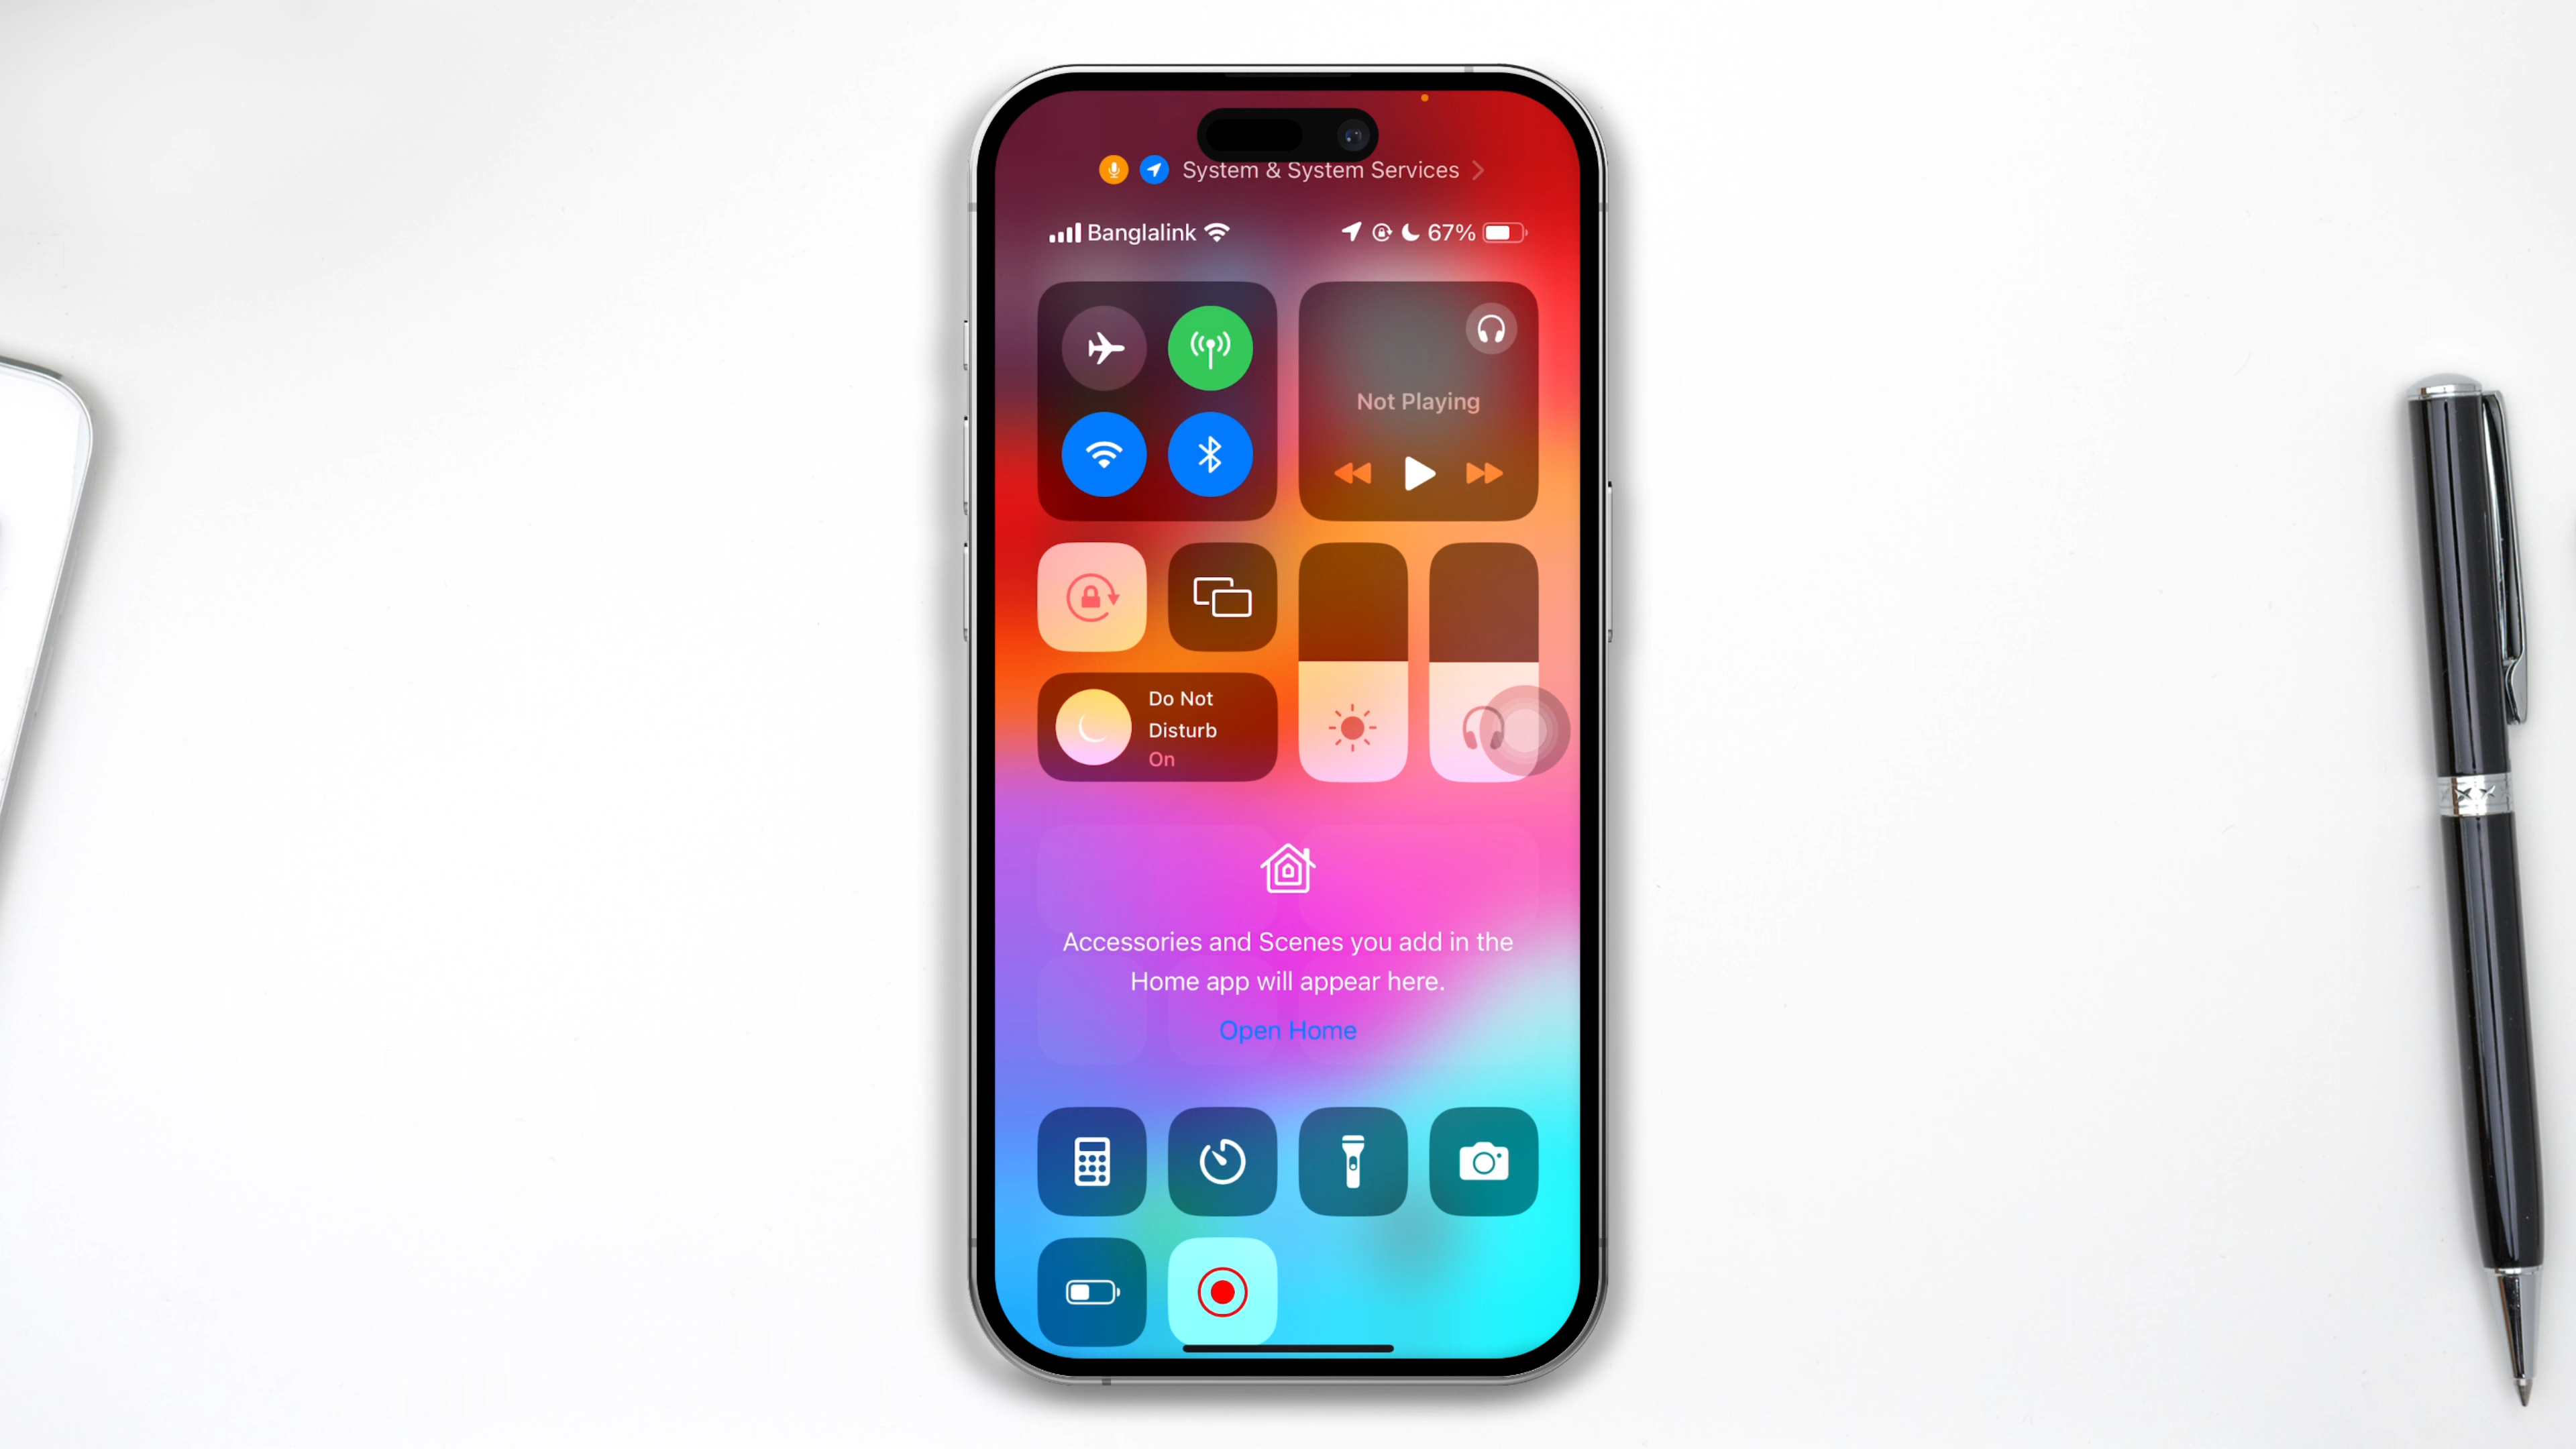 System & System Services
Banglalink
67%
Not Playing
Do Not
Disturb
On
Accessories and Scenes you add in the
Home app will appear here.
Open Home